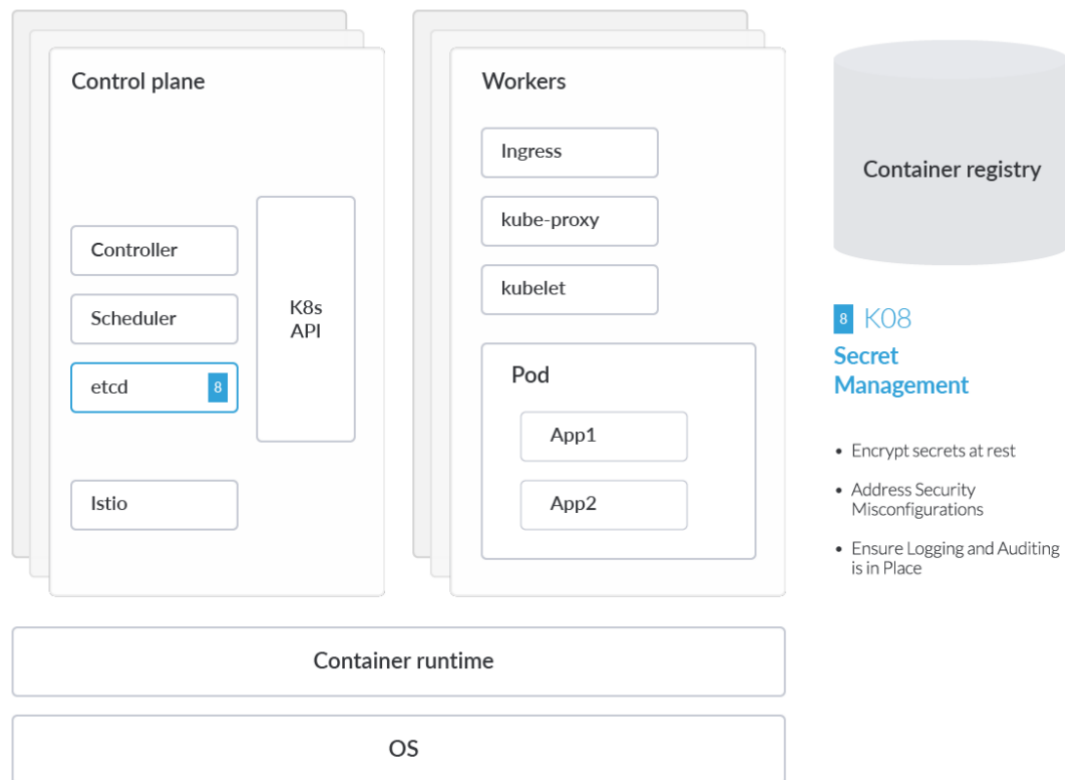 Control plane
Controller
Scheduler
etcd
8
K8s
API
Istio
Workers
Ingress
kube-proxy
kubelet
Pod
App1
App2
Container registry
8 K08
Secret
Management
• Encrypt secrets at rest
• Address Security
Misconfigurations
• Ensure Logging and Auditing
is in Place
Container runtime
OS